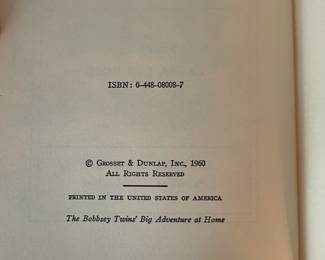 ISBN: 0-448-08008-7
© Grosset & Dunlap, Inc., 1960
All Rights Reserved
PRINTED IN THE UNITED STATES OF AMERICA
The Bobbsey Twins' Big Adventure at Home